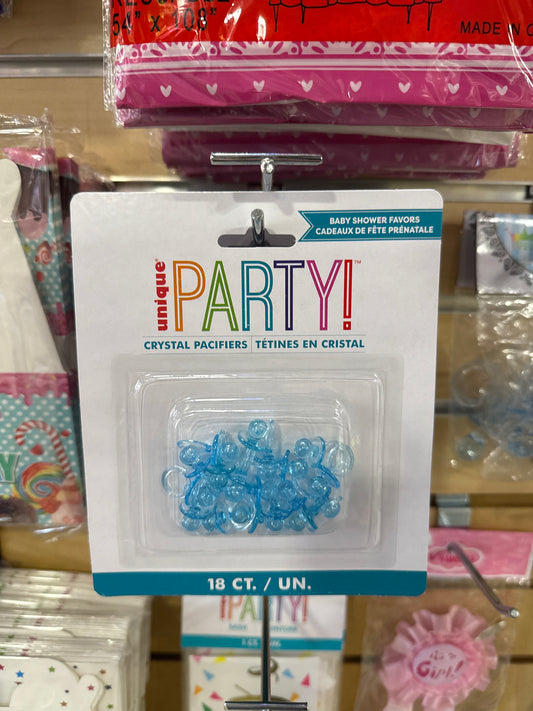 54" x 108"
MADE IN C
BABY SHOWER FAVORS
CADEAUX DE FÊTE PRÉNATALE
unique®
PARTY!™
CRYSTAL PACIFIERS | TÉTINES EN CRISTAL
18 CT. / UN.
PARTY!
it's a
Girl!